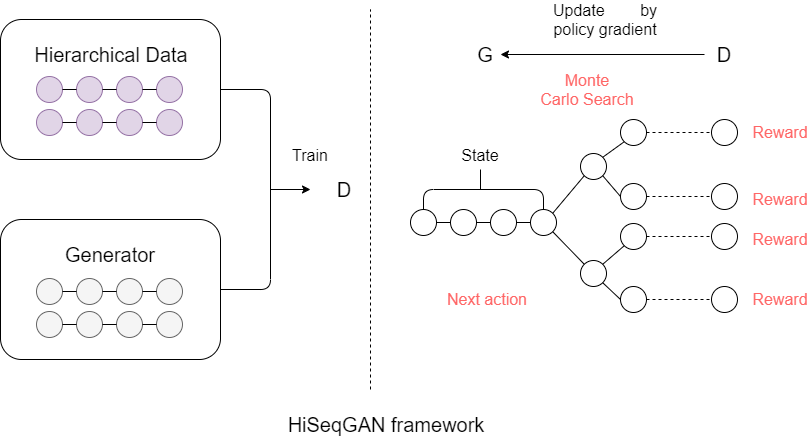 Hierarchical Data
Generator
Train
D
Update by
policy gradient
G
D
Monte
Carlo Search
State
Next action
Reward
Reward
Reward
Reward
HiSeqGAN framework